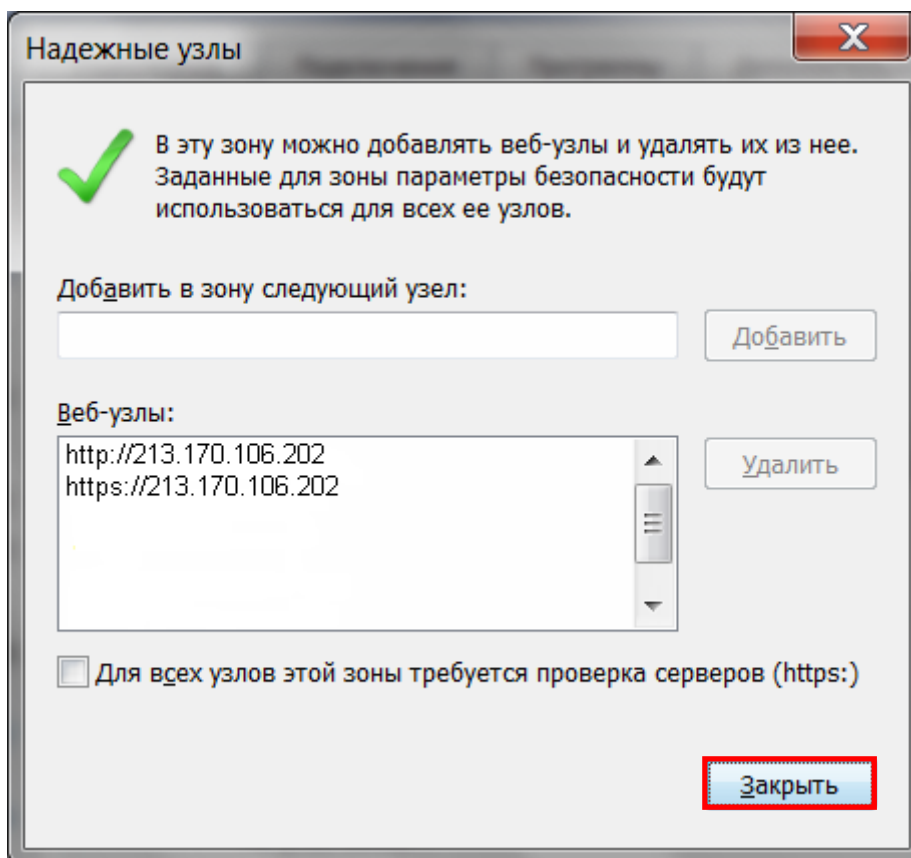 Надежные узлы
В эту зону можно добавлять веб-узлы и удалять их из нее.
Заданные для зоны параметры безопасности будут
использоваться для всех ее узлов.
Добавить в зону следующий узел:
Добавить
Веб-узлы:
http://213.170.106.202
https://213.170.106.202
Удалить
Для всех узлов этой зоны требуется проверка серверов (https:)
Закрыть